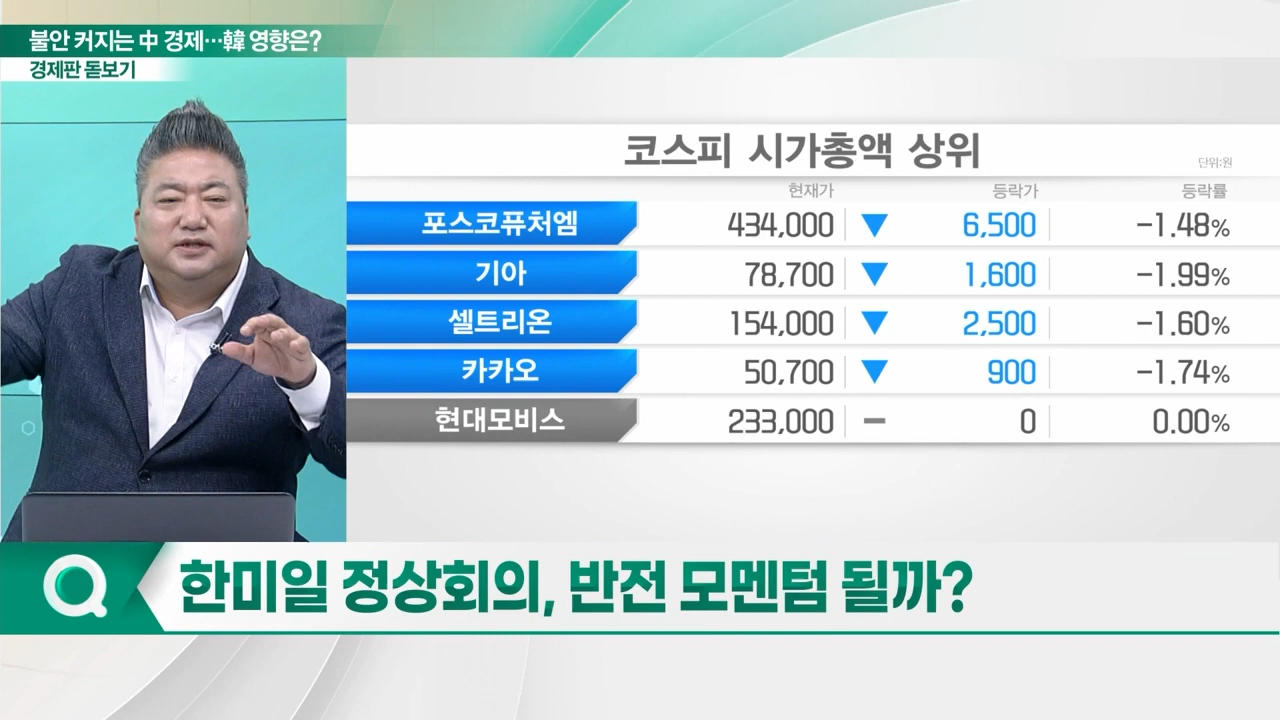 불안 커지는 中 경제…韓 영향은?
경제판 돋보기
코스피 시가총액 상위
단위:원
현재가 등락가 등락률
포스코퓨처엠 434,000 ▼ 6,500 -1.48%
기아 78,700 ▼ 1,600 -1.99%
셀트리온 154,000 ▼ 2,500 -1.60%
카카오 50,700 ▼ 900 -1.74%
현대모비스 233,000 - 0 0.00%
한미일 정상회의, 반전 모멘텀 될까?